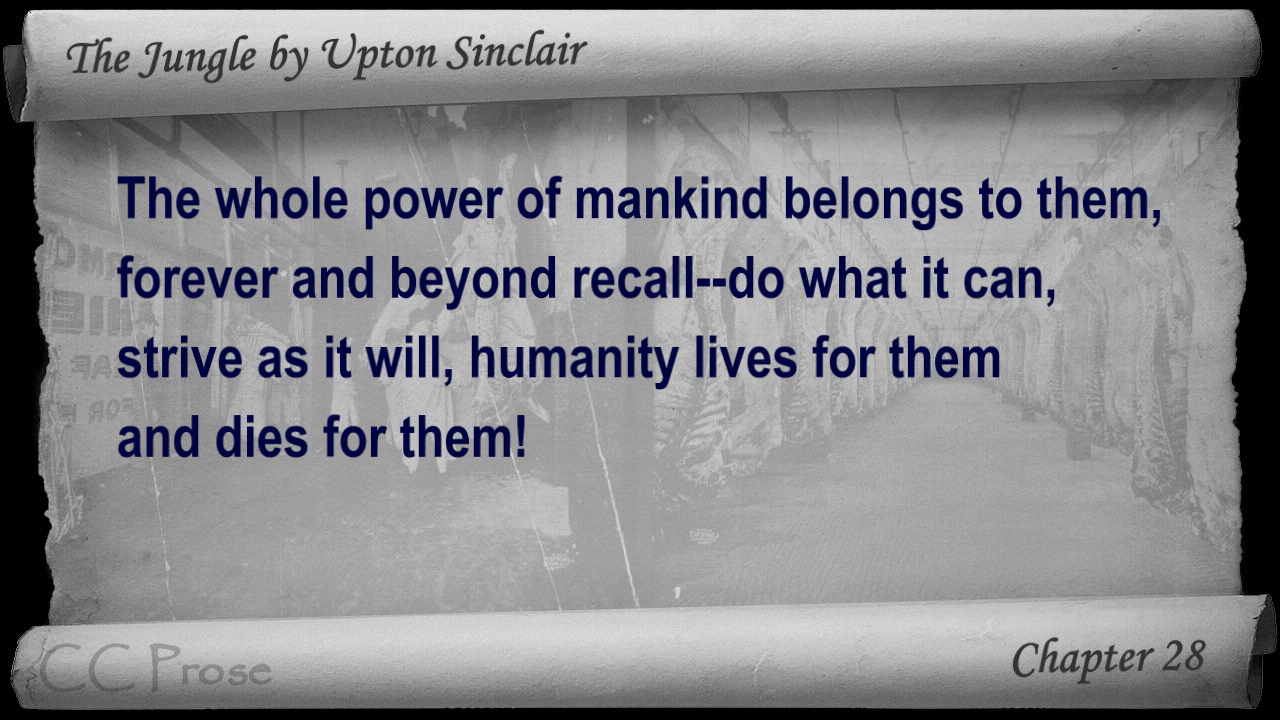 The Jungle by Upton Sinclair
The whole power of mankind belongs to them,
forever and beyond recall--do what it can,
strive as it will, humanity lives for them
and dies for them!
CC Prose
Chapter 28